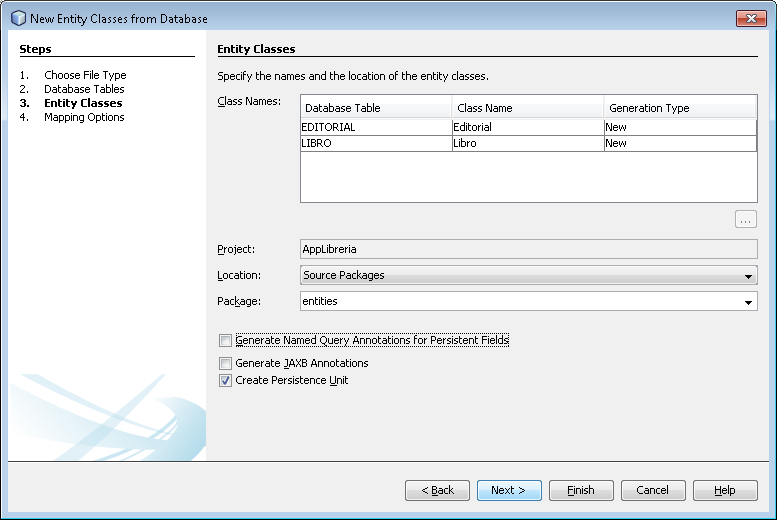 New Entity Classes from Database
Steps
1. Choose File Type
2. Database Tables
3. Entity Classes
4. Mapping Options
Entity Classes
Specify the names and the location of the entity classes.
Class Names:
Database Table Class Name Generation Type
EDITORIAL Editorial New
LIBRO Libro New
...
Project: AppLibreria
Location: Source Packages
Package: entities
Generate Named Query Annotations for Persistent Fields
Generate JAXB Annotations
Create Persistence Unit
< Back Next > Finish Cancel Help